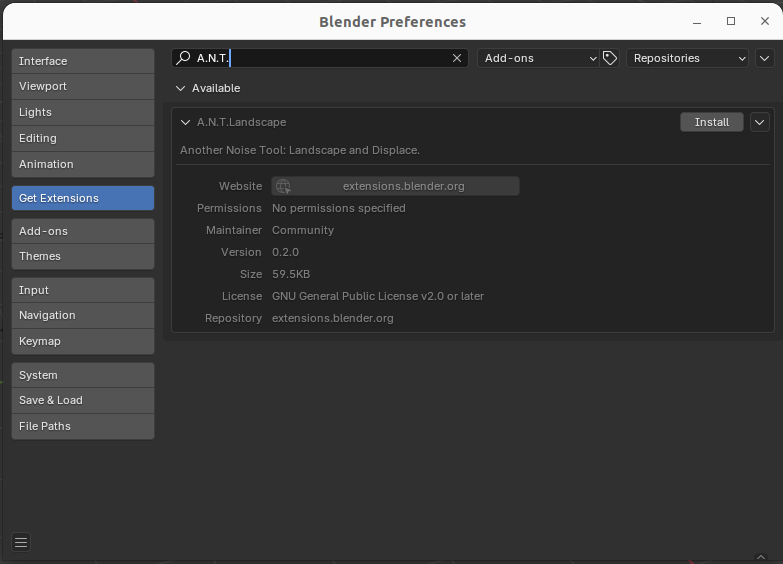 Blender Preferences
Interface
Viewport
Lights
Editing
Animation
Get Extensions
Add-ons
Themes
Input
Navigation
Keymap
System
Save & Load
File Paths
A.N.T.
Add-ons
Repositories
Available
A.N.T.Landscape
Install
Another Noise Tool: Landscape and Displace.
Website extensions.blender.org
Permissions No permissions specified
Maintainer Community
Version 0.2.0
Size 59.5KB
License GNU General Public License v2.0 or later
Repository extensions.blender.org